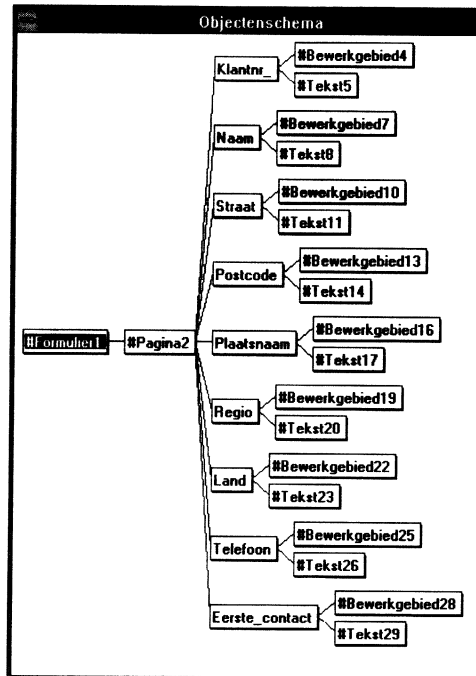 Objectenschema
Klantnr_
#Bewerkgebied4
#Tekst5
Naam
#Bewerkgebied7
#Tekst8
Straat
#Bewerkgebied10
#Tekst11
Postcode
#Bewerkgebied13
#Tekst14
#Formulier1
#Pagina2
Plaatsnaam
#Bewerkgebied16
#Tekst17
Regio
#Bewerkgebied19
#Tekst20
Land
#Bewerkgebied22
#Tekst23
Telefoon
#Bewerkgebied25
#Tekst26
Eerste_contact
#Bewerkgebied28
#Tekst29